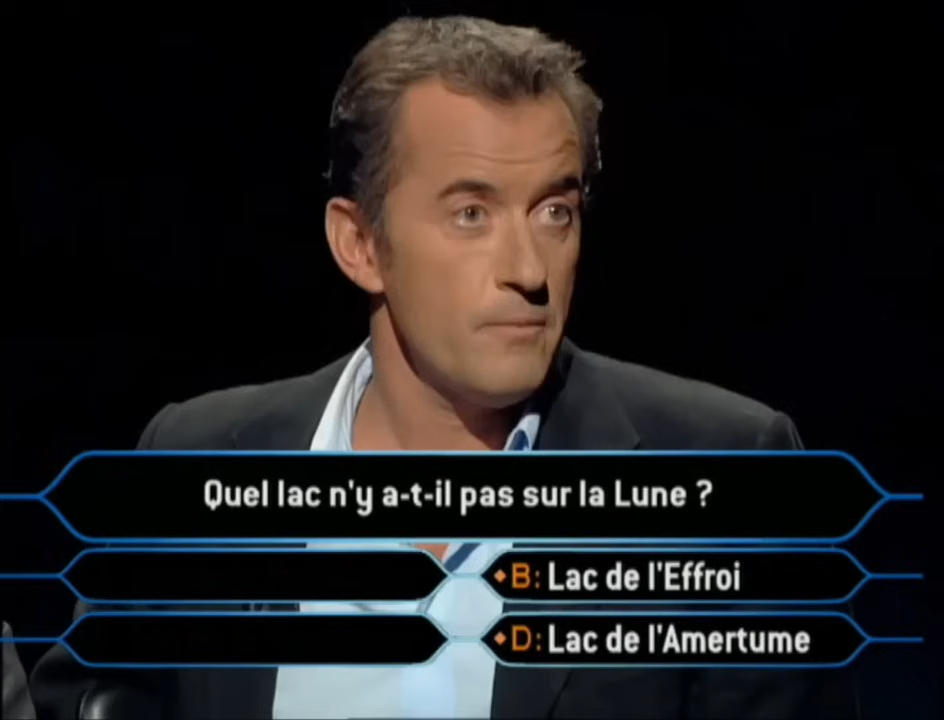 Quel lac n'y a-t-il pas sur la Lune ?
B: Lac de l'Effroi
D: Lac de l'Amertume